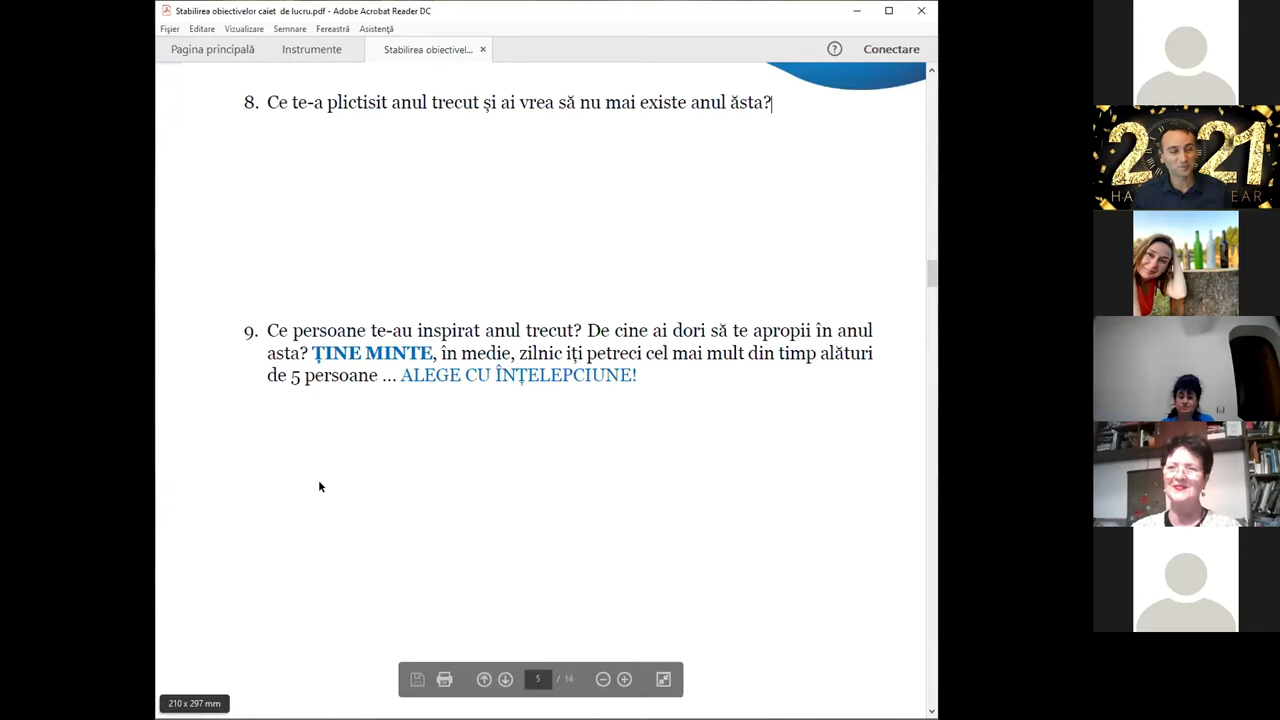 Stabilirea obiectivelor caiet de lucru.pdf - Adobe Acrobat Reader DC
Fișier Editare Vizualizare Semnare Fereastră Asistență
Pagina principală Instrumente Stabilirea obiectivel... × ? Conectare
8. Ce te-a plictisit anul trecut și ai vrea să nu mai existe anul ăsta?
9. Ce persoane te-au inspirat anul trecut? De cine ai dori să te apropii în anul
asta? ȚINE MINTE, în medie, zilnic iți petreci cel mai mult din timp alături
de 5 persoane ... ALEGE CU ÎNȚELEPCIUNE!
5 / 14
210 x 297 mm
2021
HA EAR